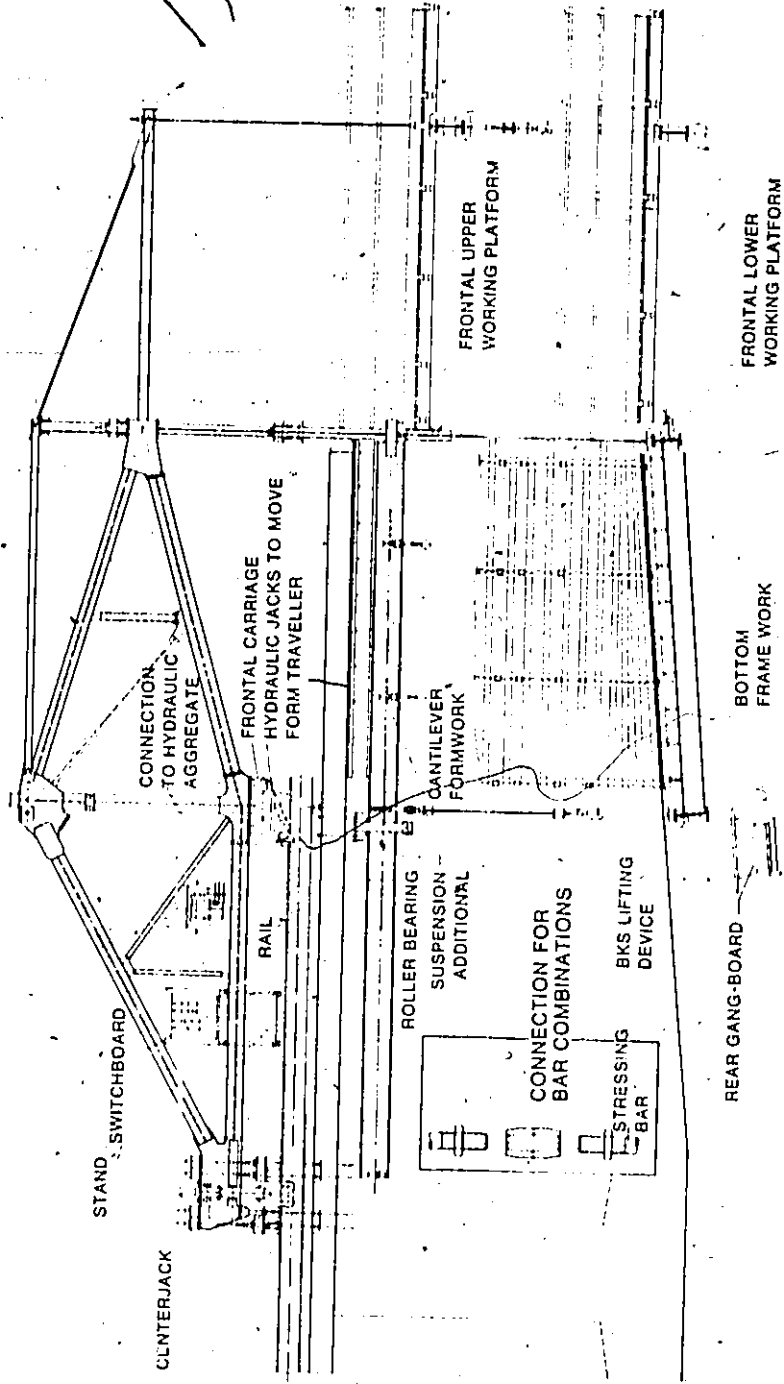 CENTERJACK
STAND
SWITCHBOARD
CONNECTION
TO HYDRAULIC
AGGREGATE
RAIL
FRONTAL CARRIAGE
HYDRAULIC JACKS TO MOVE
FORM TRAVELLER
ROLLER BEARING
SUSPENSION
ADDITIONAL
CANTILEVER
FORMWORK
FRONTAL UPPER
WORKING PLATFORM
CONNECTION FOR
BAR COMBINATIONS
STRESSING
BAR
BKS LIFTING
DEVICE
REAR GANG-BOARD
BOTTOM
FRAME WORK
FRONTAL LOWER
WORKING PLATFORM